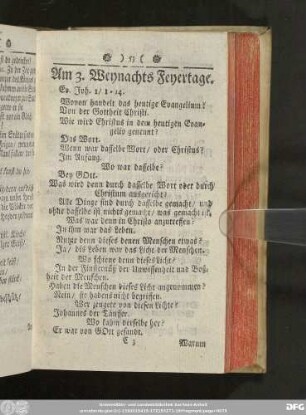 Am 3. Weynachts Feyertage.
Ev. Joh. 1/ 1-14.
Wovon handelt das heutige Evangelium?
Von der Gottheit Christi.
Wie wird Christus in dem heutigen Evan-
gelio genennt?
Das Wort.
Wenn war dasselbe Wort/ oder Christus?
Im Anfang.
Wo war dasselbe?
Bey GOtt.
Was wird denn durch dasselbe Wort oder durch
Christum ausgericht?
Alle Dinge sind durch dasselbe gemacht/ und
ohne dasselbe ist nichts gemacht/ was gemacht ist.
Was war denn in Christo anzutreffen?
In ihm war das Leben.
Nutzte denn dieses denen Menschen etwas?
Ja/ das Leben war das Licht der Menschen.
Wo schiene denn dieses Licht?
In der Finsterniß der Unwissenheit und Boß-
heit der Menschen.
Haben die Menschen dieses Licht angenommen?
Nein/ sie habens nicht begriffen.
Wer zeugete von diesem Lichte?
Johannes der Täuffer.
Wo kam derselbe her?
Er war von GOtt gesandt.
Warum